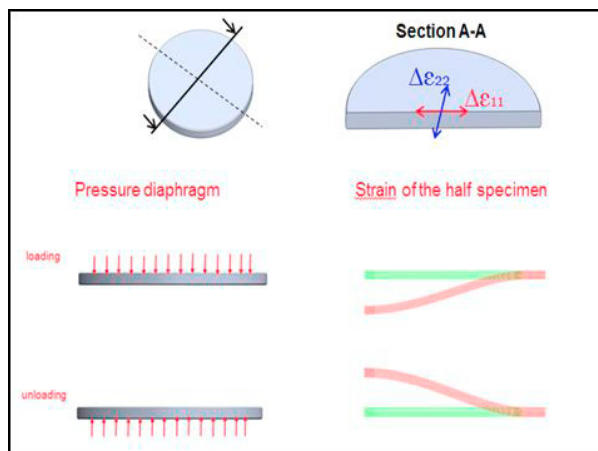 Section A-A
Δε22
Δε11
Pressure diaphragm
Strain of the half specimen
loading
unloading